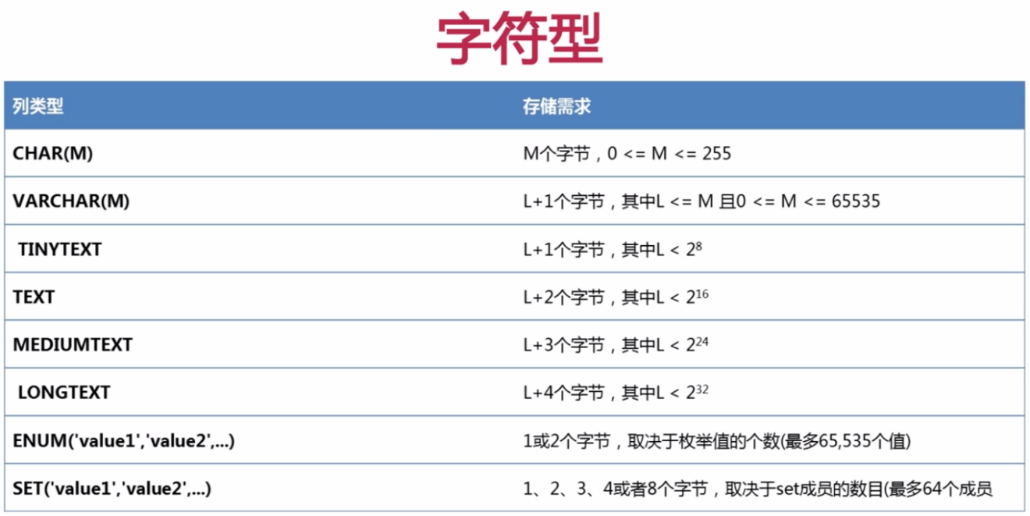 字符型
列类型 存储需求
CHAR(M) M个字节，0 <= M <= 255
VARCHAR(M) L+1个字节，其中L <= M 且0 <= M <= 65535
TINYTEXT L+1个字节，其中L < 2⁸
TEXT L+2个字节，其中L < 2¹⁶
MEDIUMTEXT L+3个字节，其中L < 2²⁴
LONGTEXT L+4个字节，其中L < 2³²
ENUM('value1','value2',...) 1或2个字节，取决于枚举值的个数(最多65,535个值)
SET('value1','value2',...) 1、2、3、4或者8个字节，取决于set成员的数目(最多64个成员